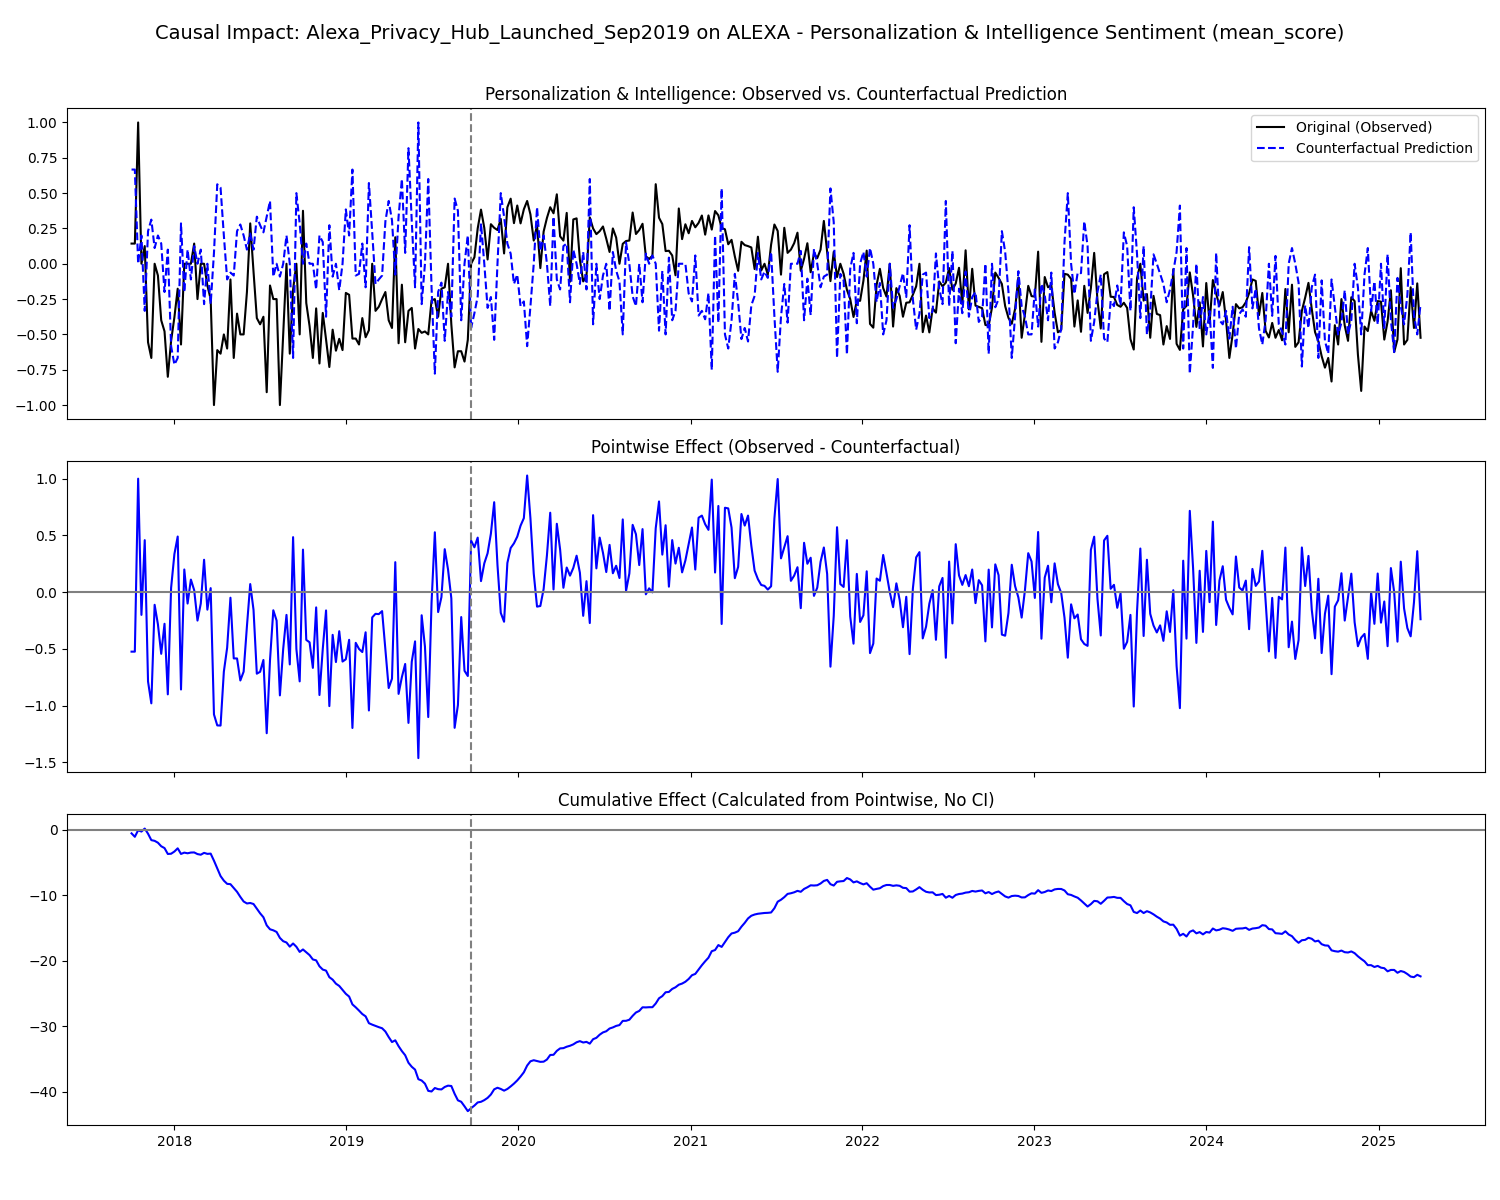 Causal Impact: Alexa_Privacy_Hub_Launched_Sep2019 on ALEXA - Personalization & Intelligence Sentiment (mean_score)
Personalization & Intelligence: Observed vs. Counterfactual Prediction
1.00
0.75
0.50
0.25
0.00
−0.25
−0.50
−0.75
−1.00
Original (Observed)
Counterfactual Prediction
Pointwise Effect (Observed - Counterfactual)
1.0
0.5
0.0
−0.5
−1.0
−1.5
Cumulative Effect (Calculated from Pointwise, No CI)
0
−10
−20
−30
−40
2018 2019 2020 2021 2022 2023 2024 2025